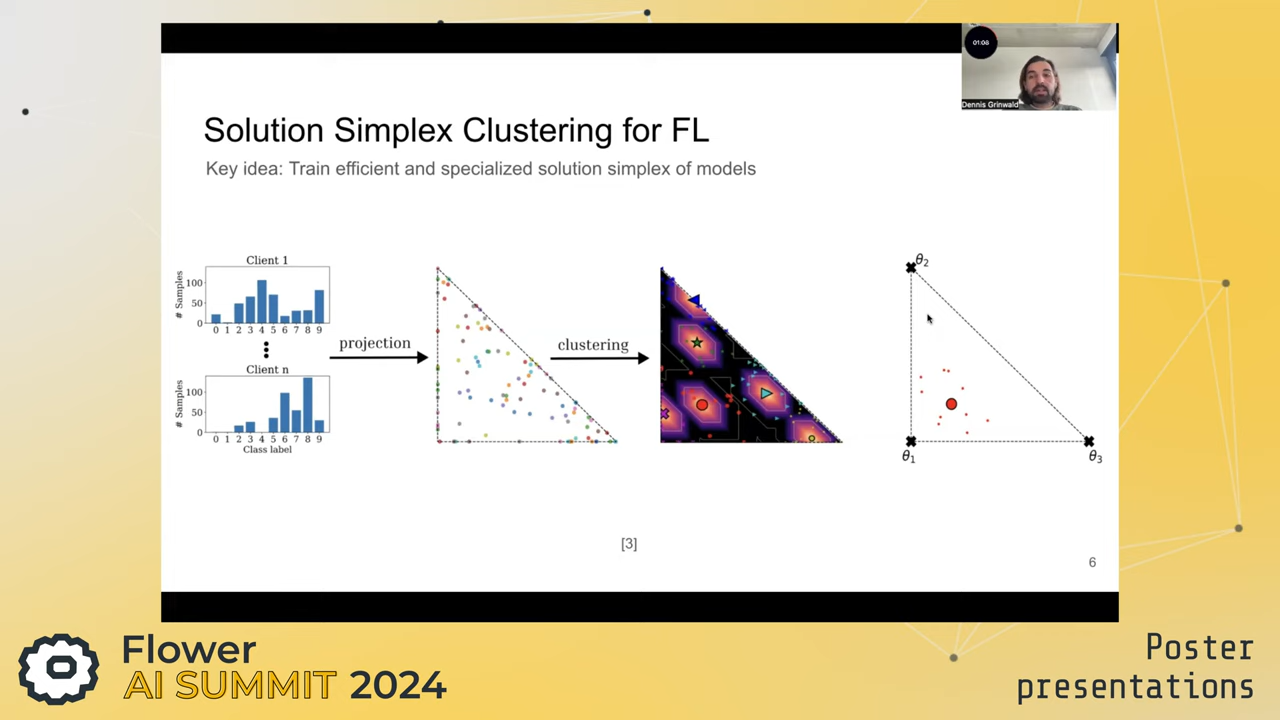 01:08
Dennis Grinwald
Solution Simplex Clustering for FL
Key idea: Train efficient and specialized solution simplex of models
Client 1
# Samples
100
50
0
0 1 2 3 4 5 6 7 8 9
Client n
# Samples
100
50
0
0 1 2 3 4 5 6 7 8 9
Class label
projection
clustering
θ2
θ1
θ3
[3]
6
Flower
AI SUMMIT 2024
Poster
presentations